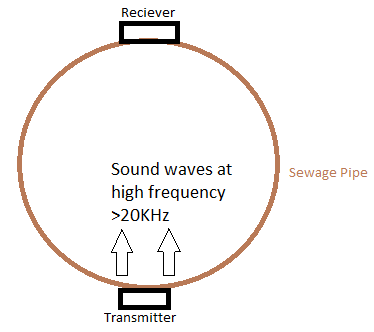 Reciever
Sound waves at
high frequency
>20KHz
Sewage Pipe
Transmitter